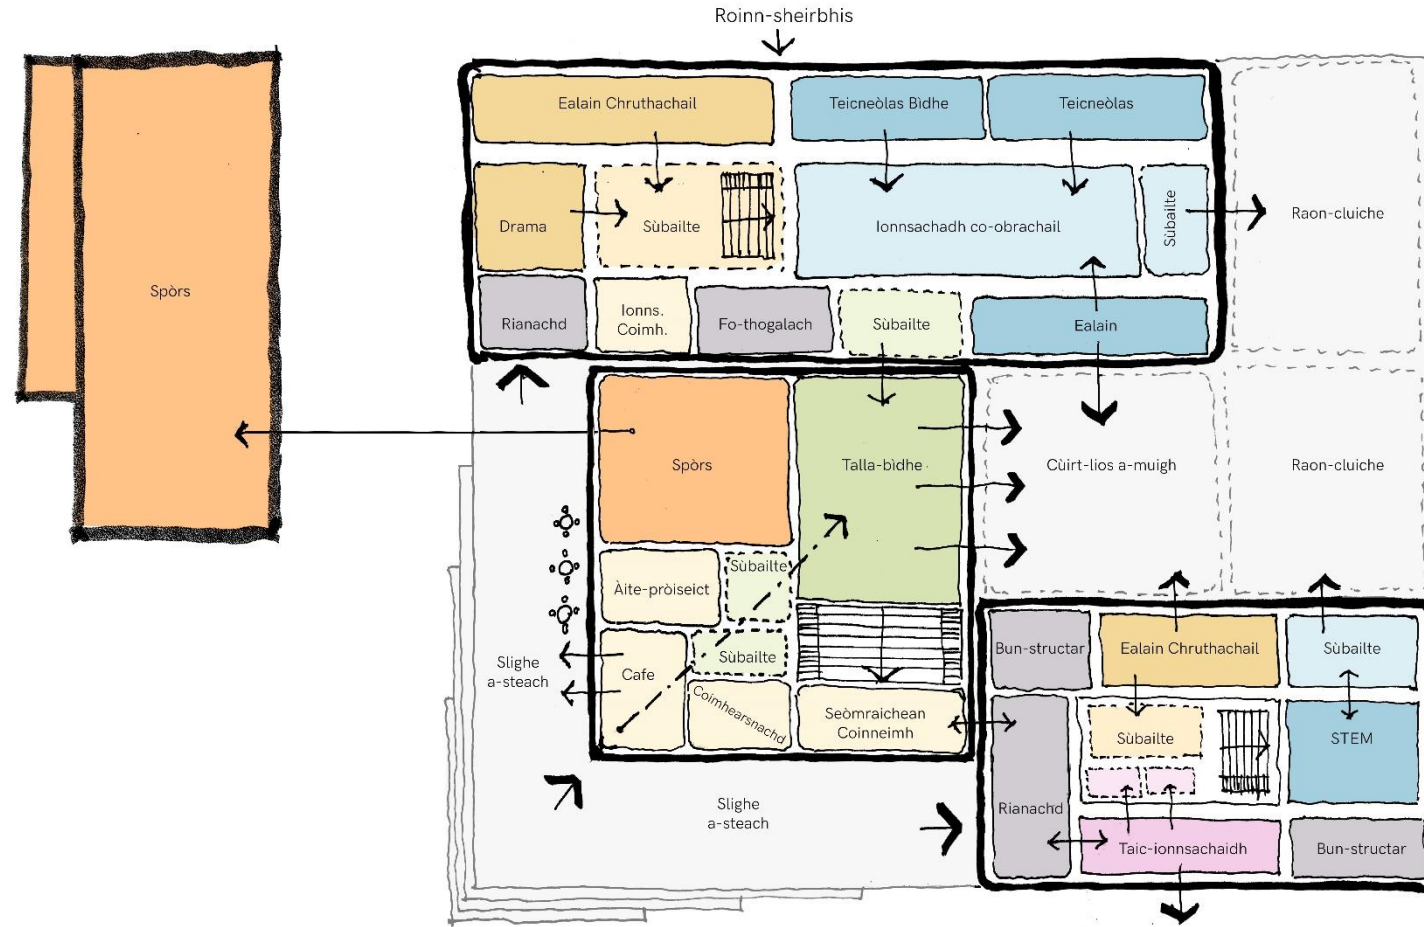 Roinn-sheirbhis
Ealain Chruthachail
Teicneòlas Bìdhe
Teicneòlas
Drama
Sùbailte
Ionnsachadh co-obrachail
Sùbailte
Raon-cluiche
Spòrs
Rianachd
Ionns.
Coimh.
Fo-thogalach
Sùbailte
Ealain
Spòrs
Talla-bìdhe
Cùirt-lios a-muigh
Raon-cluiche
Àite-pròiseict
Sùbailte
Slighe
a-steach
Cafe
Sùbailte
Coimhearsnachd
Seòmraichean
Coinneimh
Bun-structar
Ealain Chruthachail
Sùbailte
Sùbailte
STEM
Rianachd
Slighe
a-steach
Taic-ionnsachaidh
Bun-structar